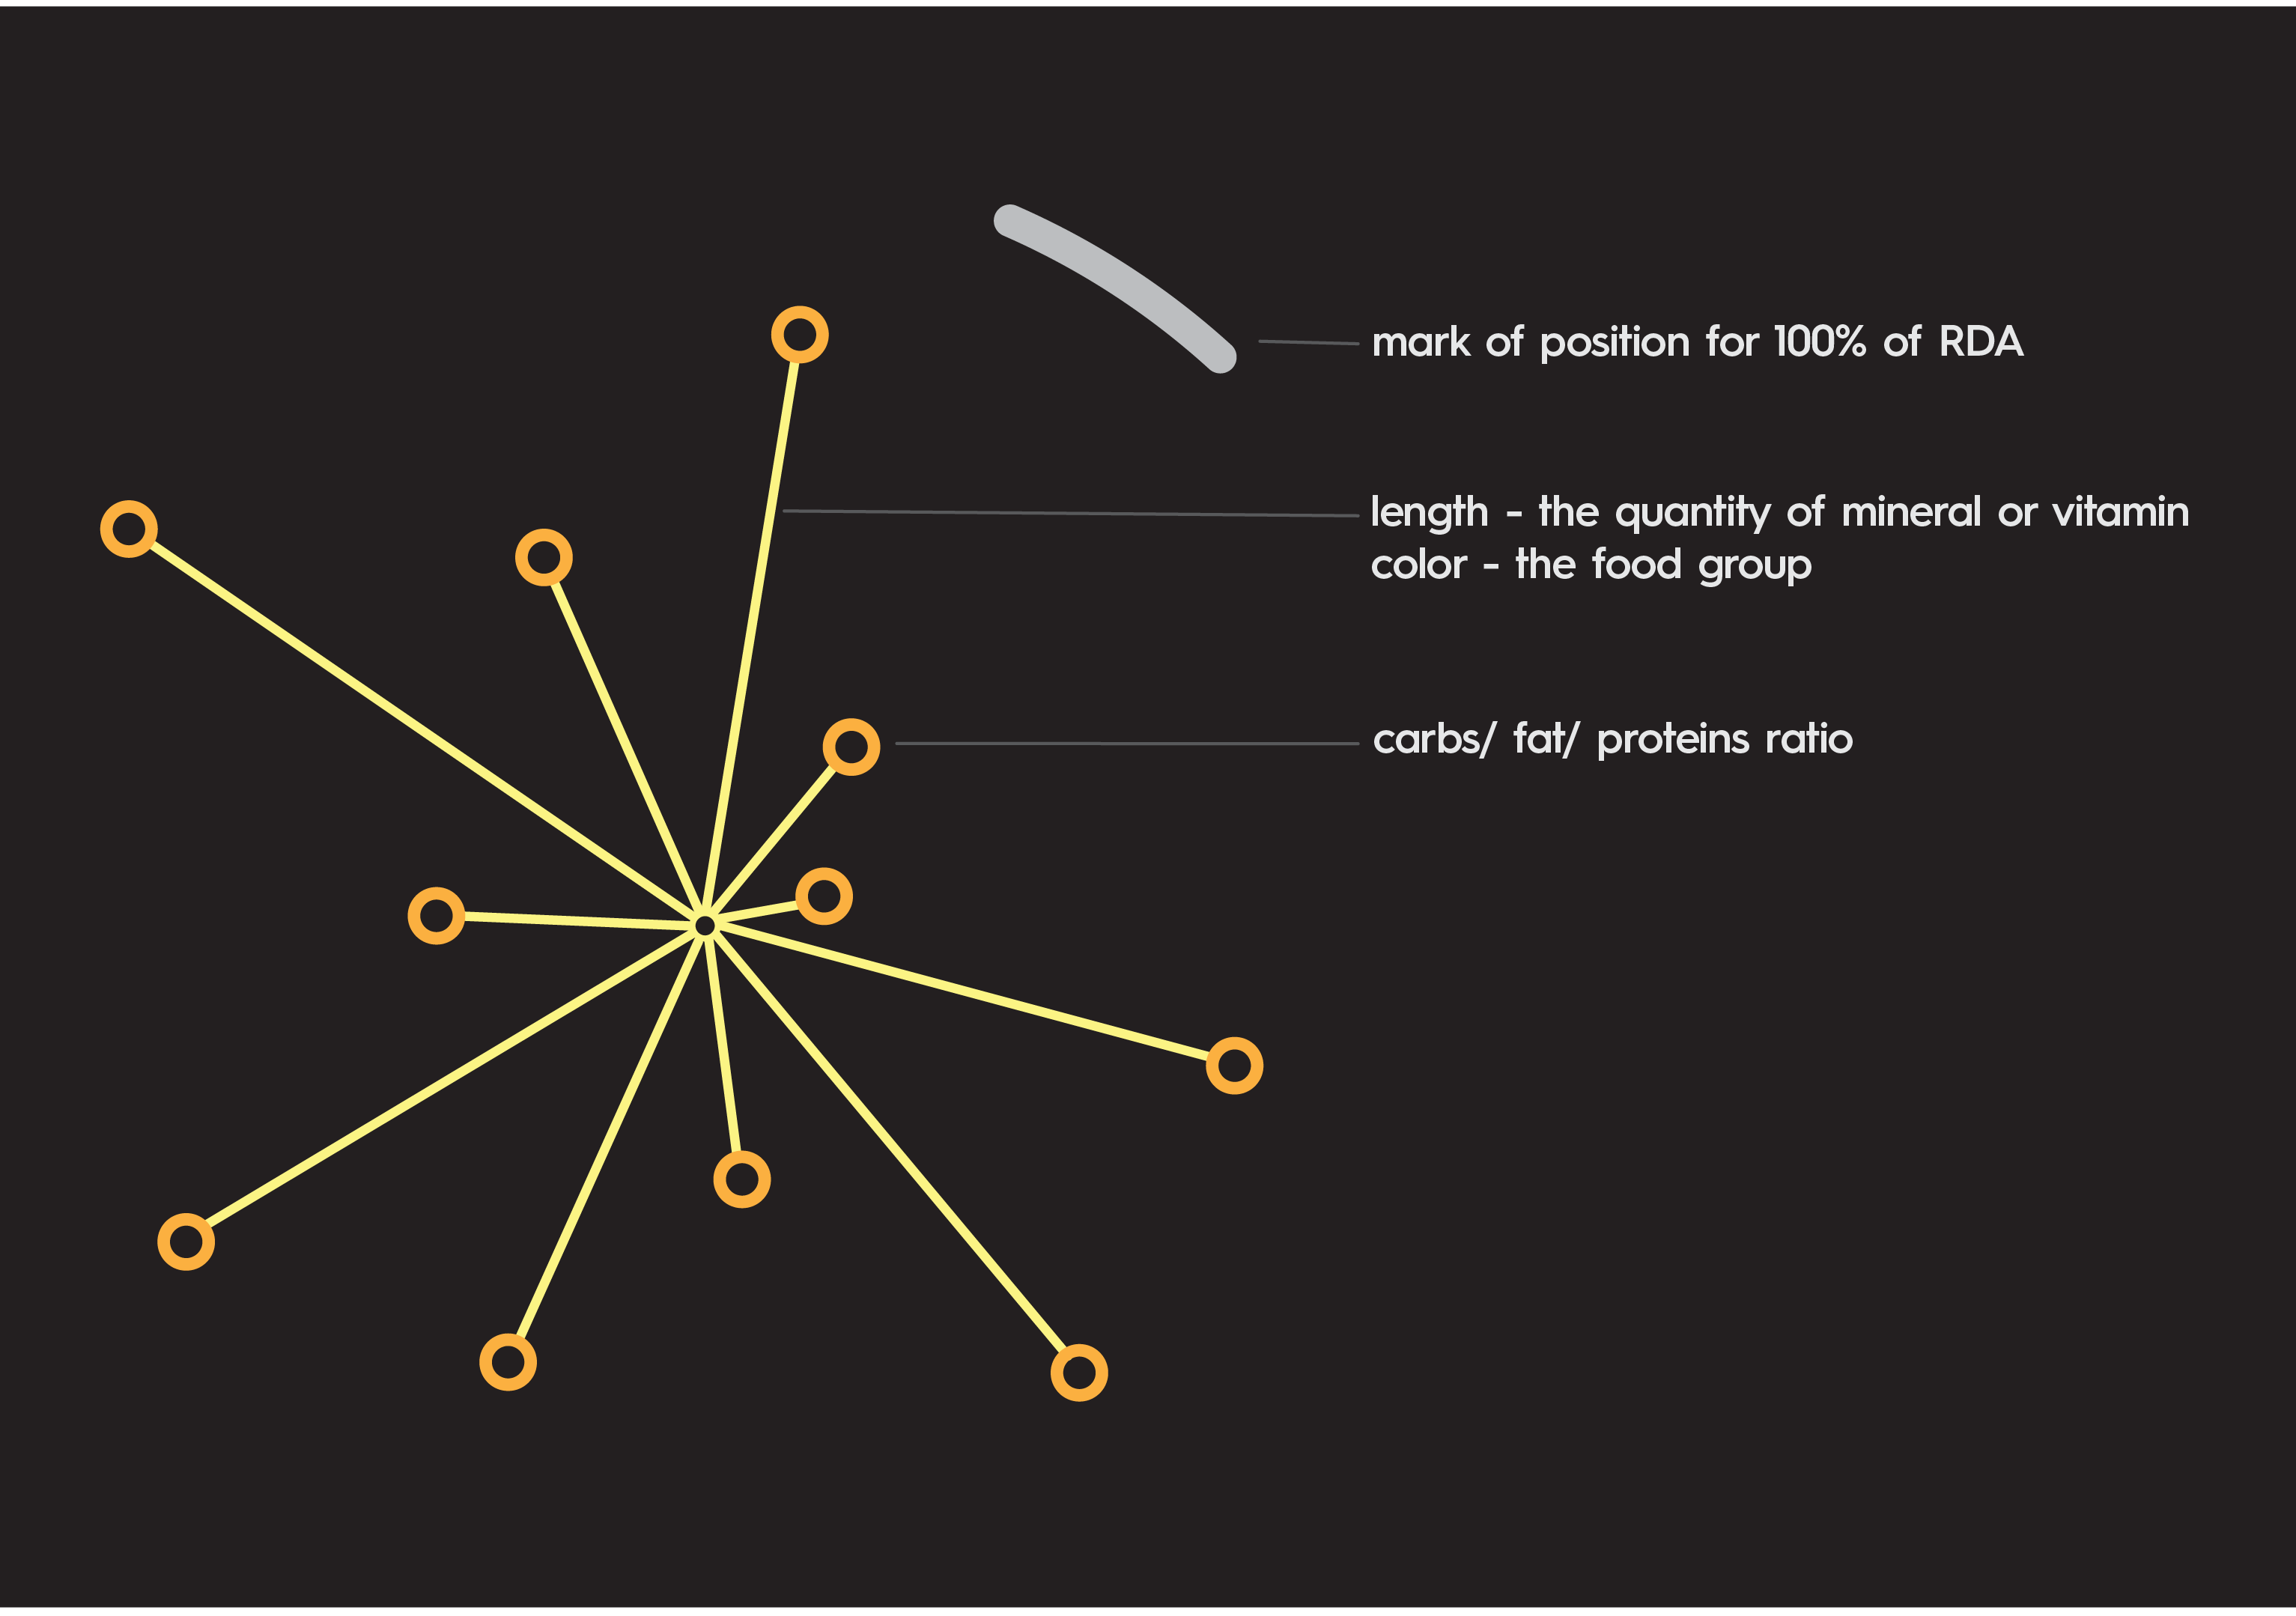 mark of position for 100% of RDA
length - the quantity of mineral or vitamin
color - the food group
carbs/ fat/ proteins ratio